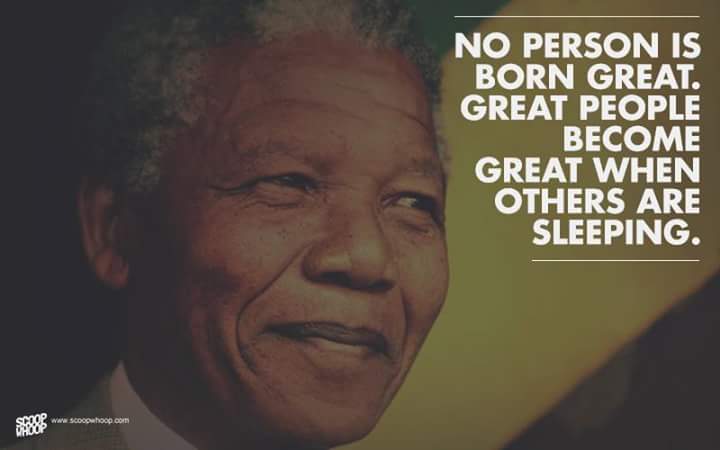 NO PERSON IS
BORN GREAT.
GREAT PEOPLE
BECOME
GREAT WHEN
OTHERS ARE
SLEEPING.
SCOOP
WHOOP
www.scoopwhoop.com